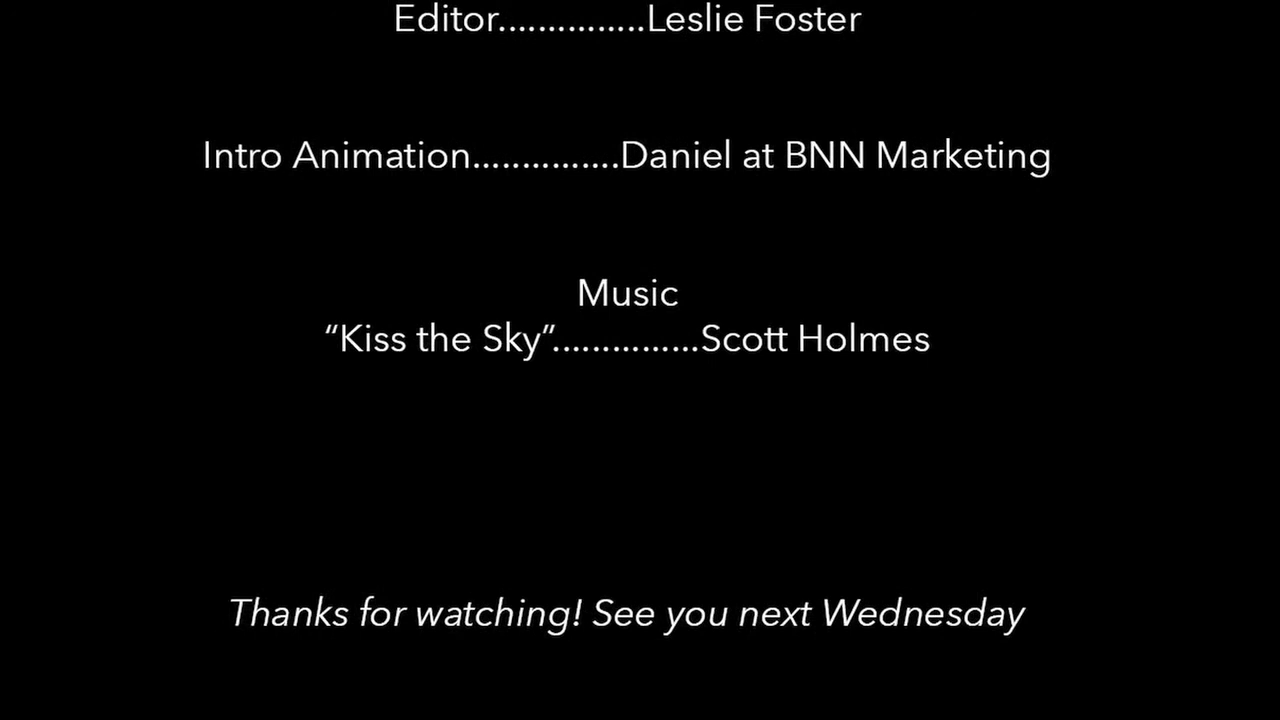 Editor...............Leslie Foster
Intro Animation...............Daniel at BNN Marketing
Music
“Kiss the Sky”...............Scott Holmes
Thanks for watching! See you next Wednesday